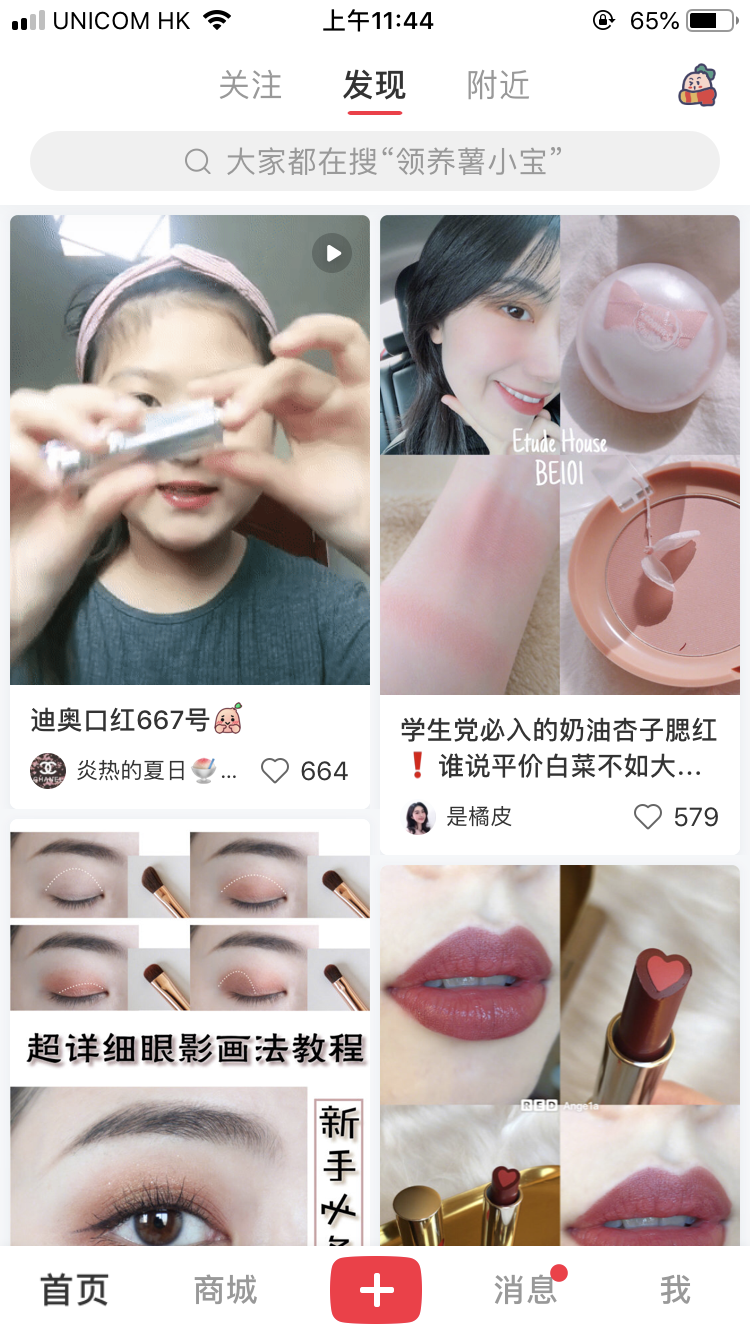 UNICOM HK
上午11:44
65%
关注
发现
附近
大家都在搜“领养薯小宝”
Etude House
BE101
迪奥口红667号
炎热的夏日🍧...
664
学生党必入的奶油杏子腮红
❗谁说平价白菜不如大...
是橘皮
579
超详细眼影画法教程
新
手
必
RED Ange1a
首页
商城
消息
我